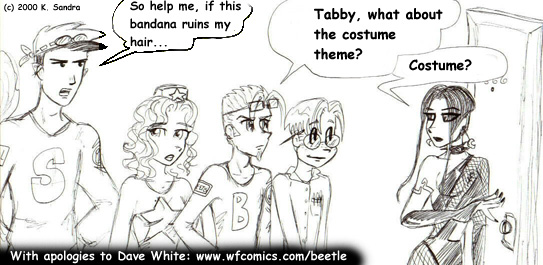 (c) 2000 K. Sandra
So help me, if this
bandana ruins my
hair...
Tabby, what about
the costume
theme?
Costume?
S
B
With apologies to Dave White: www.wfcomics.com/beetle